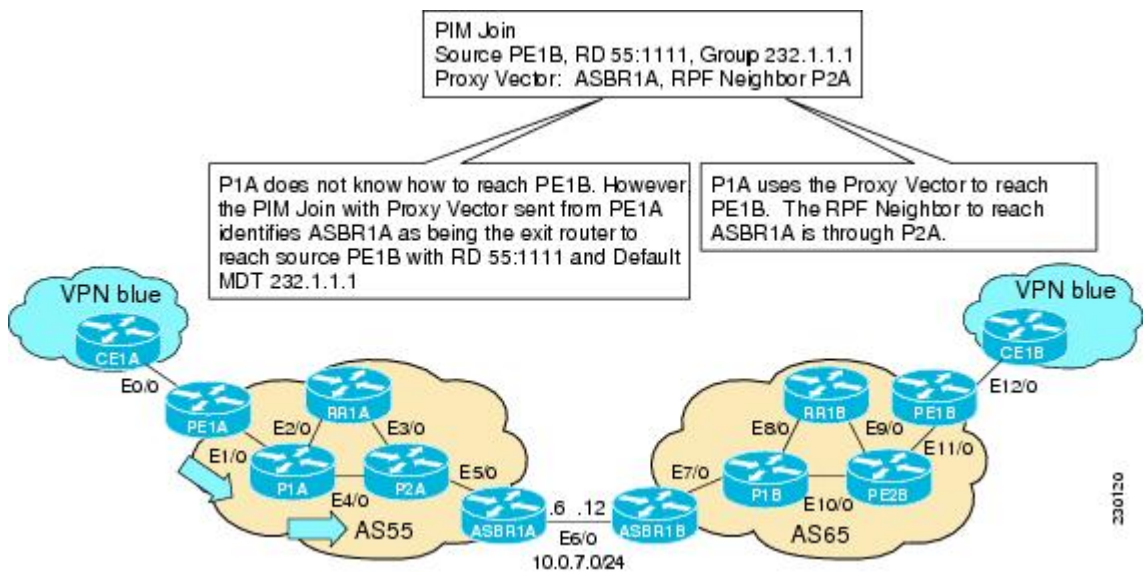 PIM Join
Source PE1B, RD 55:1111, Group 232.1.1.1
Proxy Vector: ASBR1A, RPF Neighbor P2A
P1A does not know how to reach PE1B. However,
the PIM Join with Proxy Vector sent from PE1A
identifies ASBR1A as being the exit router to
reach source PE1B with RD 55:1111 and Default
MDT 232.1.1.1
P1A uses the Proxy Vector to reach
PE1B. The RPF Neighbor to reach
ASBR1A is through P2A.
VPN blue
CE1A
E0/0
PE1A
E1/0
RR1A
E2/0
E3/0
P1A
P2A
E4/0
E5/0
AS55
ASBR1A
.6 .12
E6/0
10.0.7.0/24
ASBR1B
E7/0
P1B
E8/0
RR1B
E9/0
PE1B
E10/0
PE2B
E11/0
AS65
VPN blue
CE1B
E12/0
230120